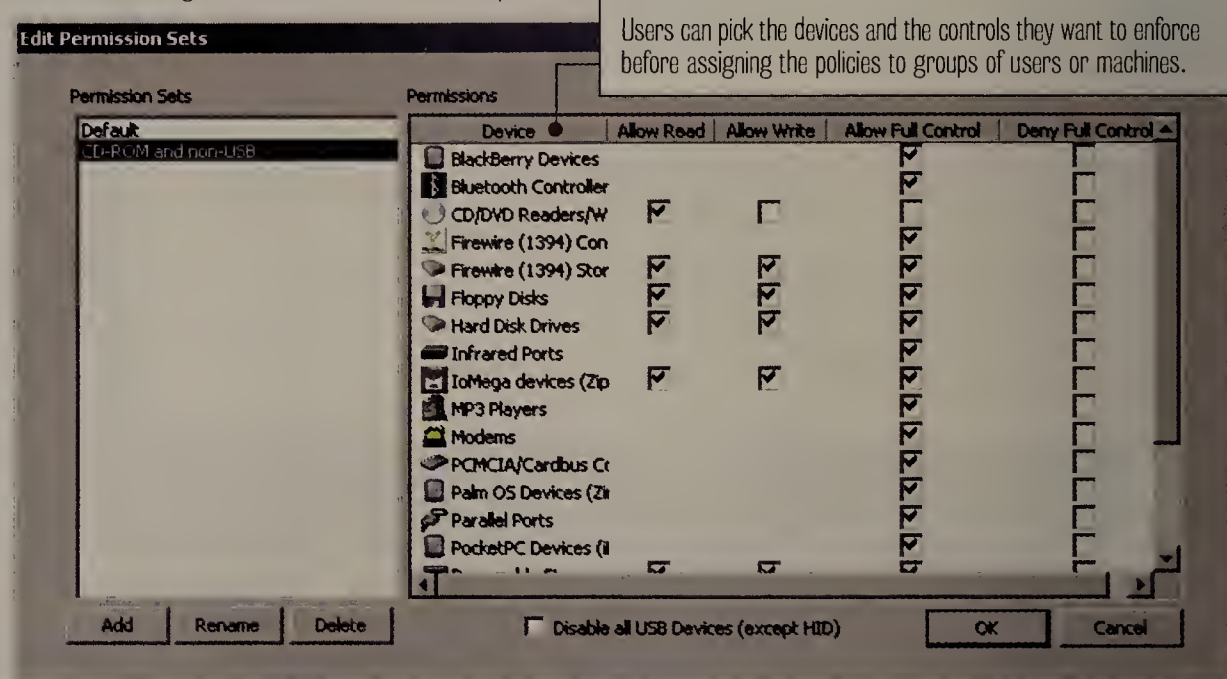 Users can pick the devices and the controls they want to enforce
before assigning the policies to groups of users or machines.
Edit Permission Sets
Permission Sets
Default
CD-ROM and non-USB
Permissions
Device Allow Read Allow Write Allow Full Control Deny Full Control
BlackBerry Devices
Bluetooth Controller
CD/DVD Readers/W
Firewire (1394) Con
Firewire (1394) Stor
Floppy Disks
Hard Disk Drives
Infrared Ports
IoMega devices (Zip
MP3 Players
Modems
PCMCIA/Cardbus
Palm OS Devices
Parallel Ports
PocketPC Devices
Add Rename Delete
Disable all USB Devices (except HID)
OK Cancel